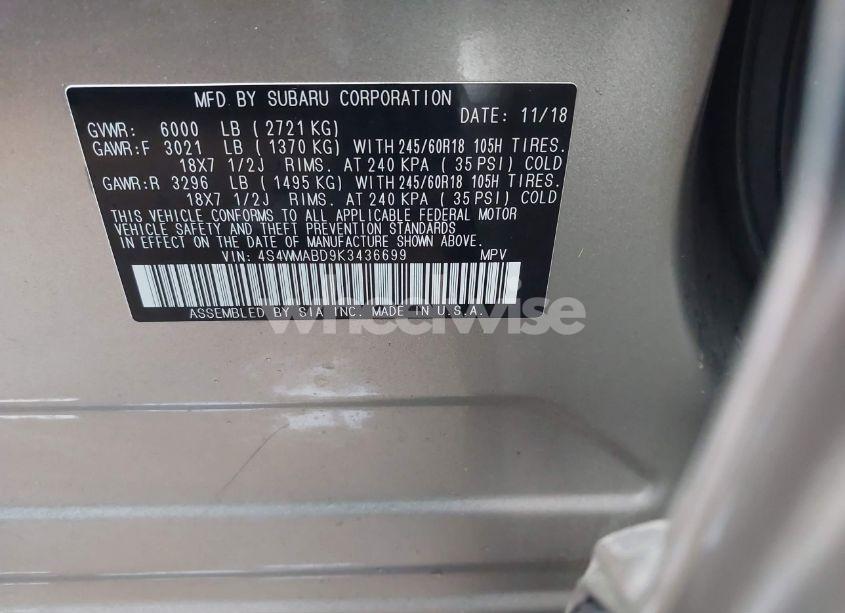 MFD BY SUBARU CORPORATION
DATE: 11/18
GVWR: 6000 LB ( 2721 KG)
GAWR:F 3021 LB ( 1370 KG) WITH 245/60R18 105H TIRES.
18X7 1/2J RIMS. AT 240 KPA ( 35 PSI) COLD
GAWR:R 3296 LB ( 1495 KG) WITH 245/60R18 105H TIRES.
18X7 1/2J RIMS. AT 240 KPA ( 35 PSI) COLD
THIS VEHICLE CONFORMS TO ALL APPLICABLE FEDERAL MOTOR
VEHICLE SAFETY AND THEFT PREVENTION STANDARDS
IN EFFECT ON THE DATE OF MANUFACTURE SHOWN ABOVE.
VIN: 4S4WMABD9K3436699 MPV
ASSEMBLED BY SIA INC. MADE IN U.S.A.
wheelwise